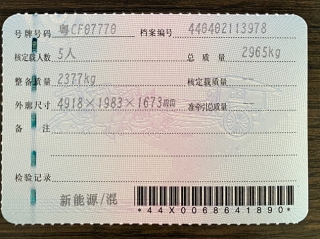 号牌号码 粤CF07770 档案编号 440402113978
核定载人数 5人 总质量 2965kg
整备质量 2377kg 核定载质量 --
外廓尺寸 4918×1983×1673mm 准牵引总质量 --
备注
检验记录
新能源/混
*44X0068641890*